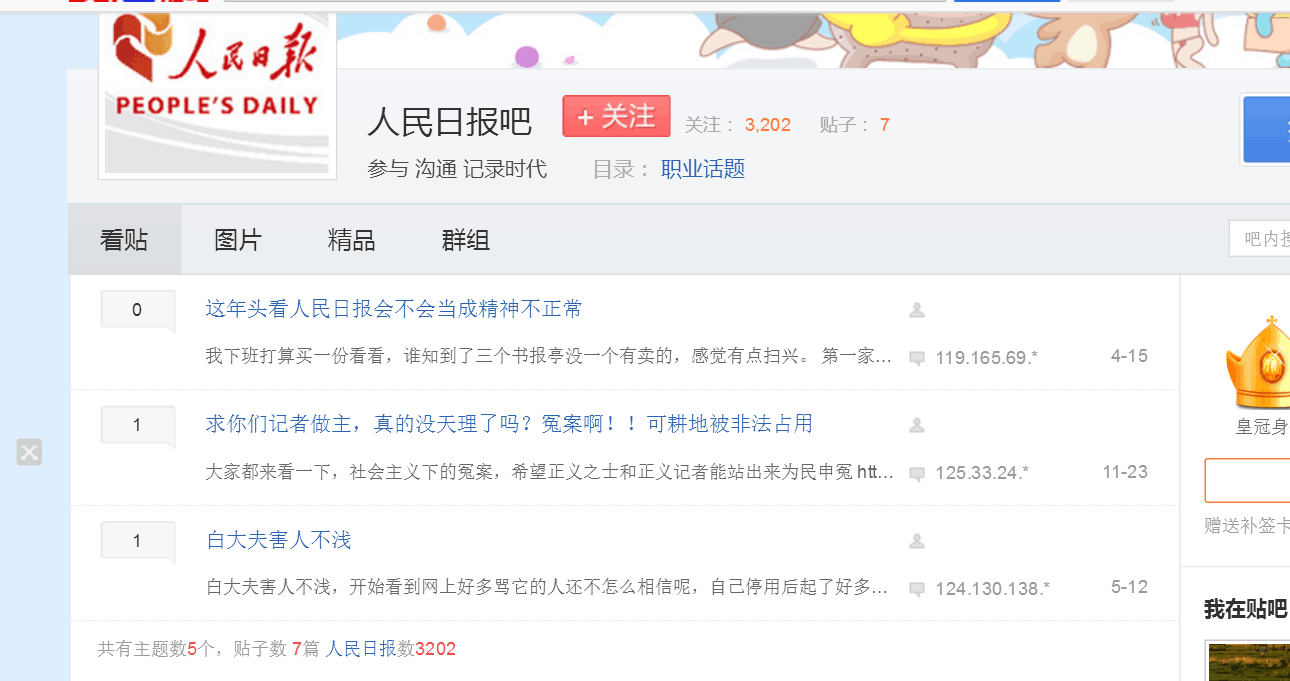 人民日报
PEOPLE'S DAILY
人民日报吧
+ 关注
关注： 3,202 贴子： 7
参与 沟通 记录时代 目录： 职业话题
看贴 图片 精品 群组
吧内
0 这年头看人民日报会不会当成精神不正常
我下班打算买一份看看，谁知到了三个书报亭没一个有卖的，感觉有点扫兴。 第一家... 119.165.69.* 4-15
1 求你们记者做主，真的没天理了吗？冤案啊！！可耕地被非法占用
大家都来看一下，社会主义下的冤案，希望正义之士和正义记者能站出来为民申冤 htt... 125.33.24.* 11-23
皇冠身
1 白大夫害人不浅
白大夫害人不浅，开始看到网上好多骂它的人还不怎么相信呢，自己停用后起了好多... 124.130.138.* 5-12
赠送补签卡
我在贴吧
共有主题数5个，贴子数 7篇 人民日报数3202